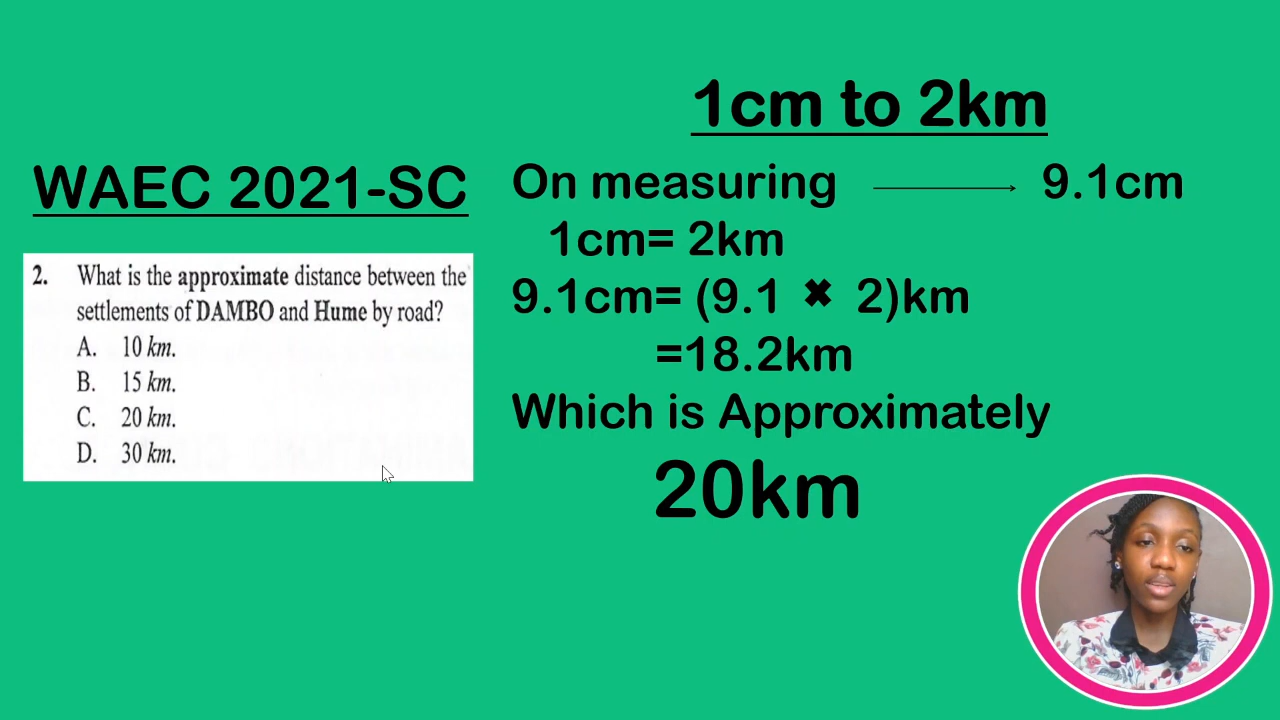 1cm to 2km
WAEC 2021-SC
2. What is the approximate distance between the
settlements of DAMBO and Hume by road?
A. 10 km.
B. 15 km.
C. 20 km.
D. 30 km.
On measuring → 9.1cm
1cm= 2km
9.1cm= (9.1 ✖ 2)km
=18.2km
Which is Approximately
20km